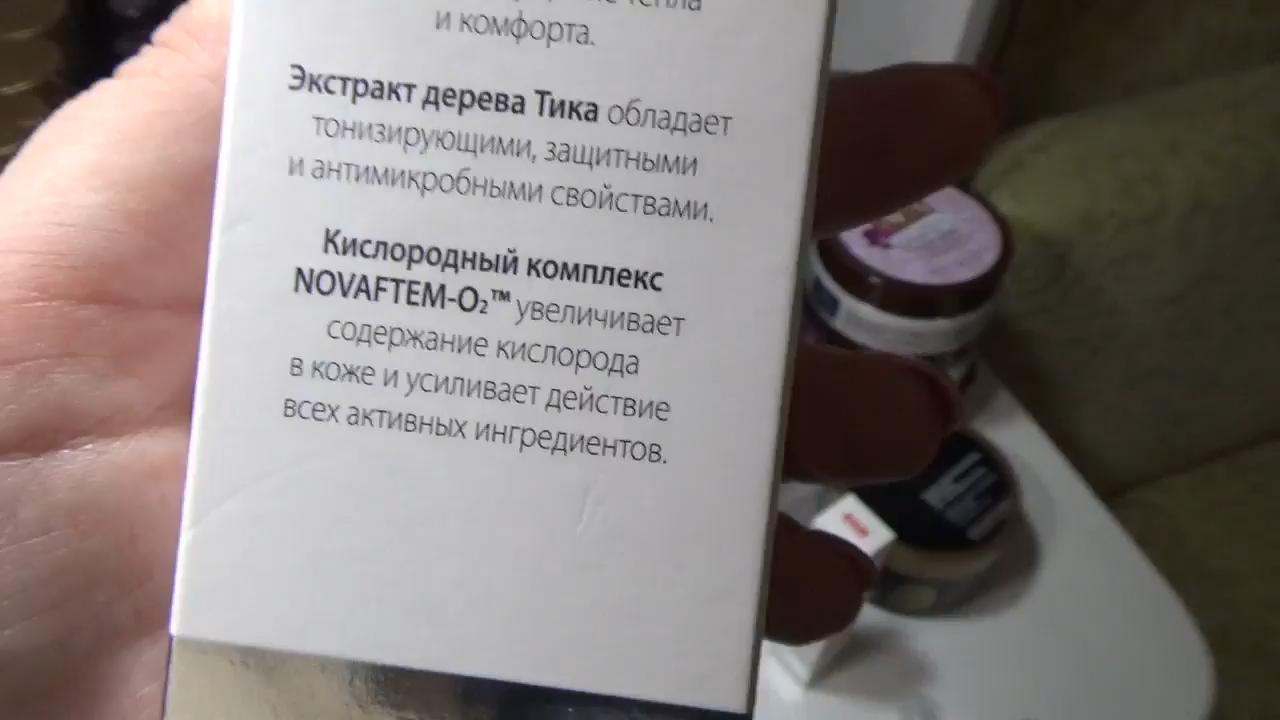 тепла
и комфорта.
Экстракт дерева Тика обладает
тонизирующими, защитными
и антимикробными свойствами.
Кислородный комплекс
NOVAFTEM-O₂™ увеличивает
содержание кислорода
в коже и усиливает действие
всех активных ингредиентов.